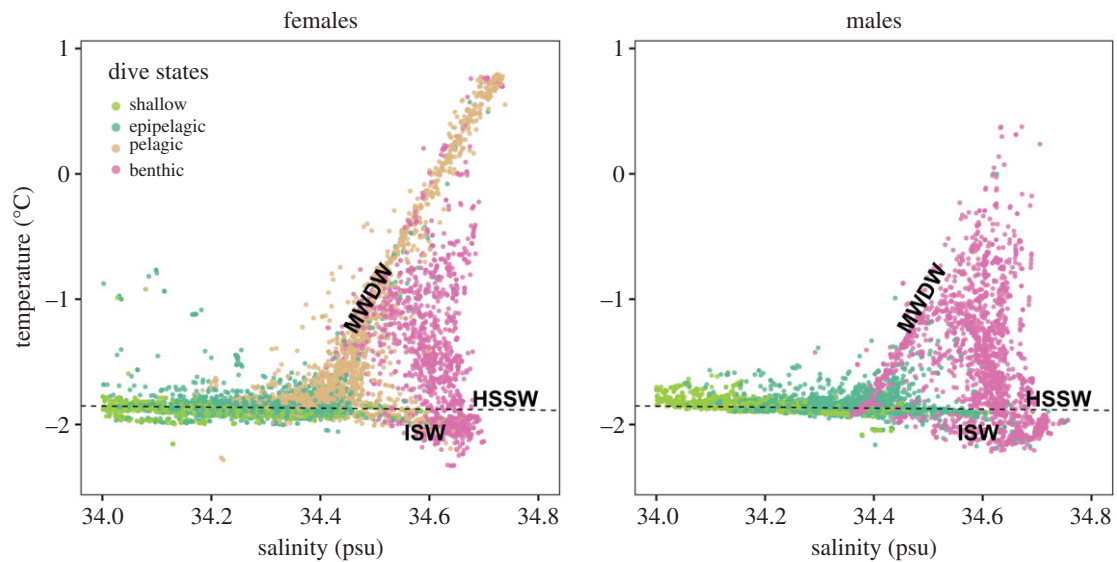 females
males
1
0
−1
−2
temperature (°C)
dive states
shallow
epipelagic
pelagic
benthic
MWDW
HSSW
ISW
34.0 34.2 34.4 34.6 34.8
salinity (psu)
1
0
−1
−2
MWDW
HSSW
ISW
34.0 34.2 34.4 34.6 34.8
salinity (psu)